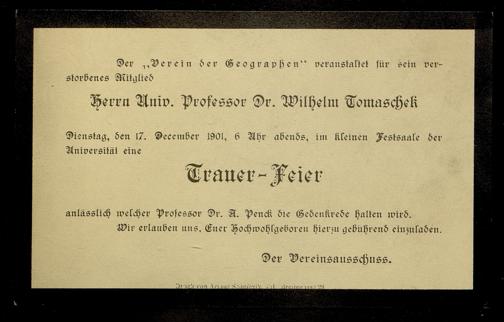 Der „Verein der Geographen" veranstaltet für sein ver-
storbenes Mitglied
Herrn Univ. Professor Dr. Wilhelm Tomaschek
Dienstag, den 17. December 1901, 6 Uhr abends, im kleinen Festsaale der
Universität eine
Trauer-Feier
anlässlich welcher Professor Dr. A. Penck die Gedenkrede halten wird.
Wir erlauben uns, Euer Hochwohlgeboren hierzu gebührend einzuladen.
Der Vereinsausschuss.
Druck von